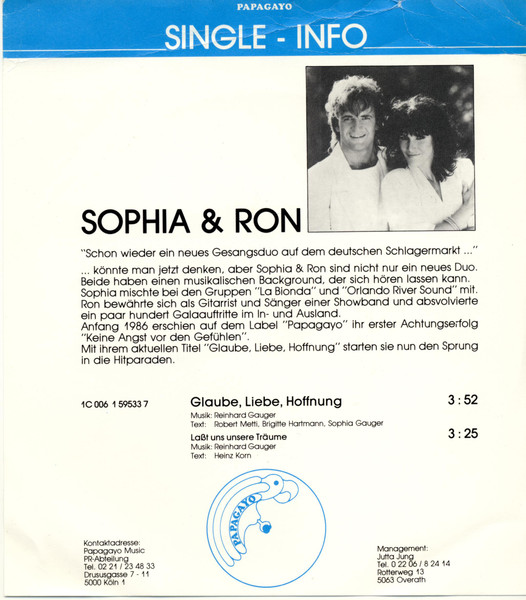 PAPAGAYO
SINGLE - INFO
SOPHIA & RON
"Schon wieder ein neues Gesangsduo auf dem deutschen Schlagermarkt ..."
... könnte man jetzt denken, aber Sophia & Ron sind nicht nur ein neues Duo.
Beide haben einen musikalischen Background, der sich hören lassen kann.
Sophia mischte bei den Gruppen "La Bionda" und "Orlando River Sound" mit.
Ron bewährte sich als Gitarrist und Sänger einer Showband und absolvierte
ein paar hundert Galaauftritte im In- und Ausland.
Anfang 1986 erschien auf dem Label "Papagayo" ihr erster Achtungserfolg
"Keine Angst vor den Gefühlen".
Mit ihrem aktuellen Titel "Glaube, Liebe, Hoffnung" starten sie nun den Sprung
in die Hitparaden.
1C 006 1 59533 7 Glaube, Liebe, Hoffnung 3:52
Musik: Reinhard Gauger
Text: Robert Metti, Brigitte Hartmann, Sophia Gauger
Laßt uns unsere Träume 3:25
Musik: Reinhard Gauger
Text: Heinz Korn
PAPAGAYO
Kontaktadresse:
Papagayo Music
PR-Abteilung
Tel. 02 21 / 23 48 33
Drususgasse 7 - 11
5000 Köln 1
Management:
Jutta Jung
Tel. 0 22 06 / 8 24 14
Rotterweg 13
5063 Overath